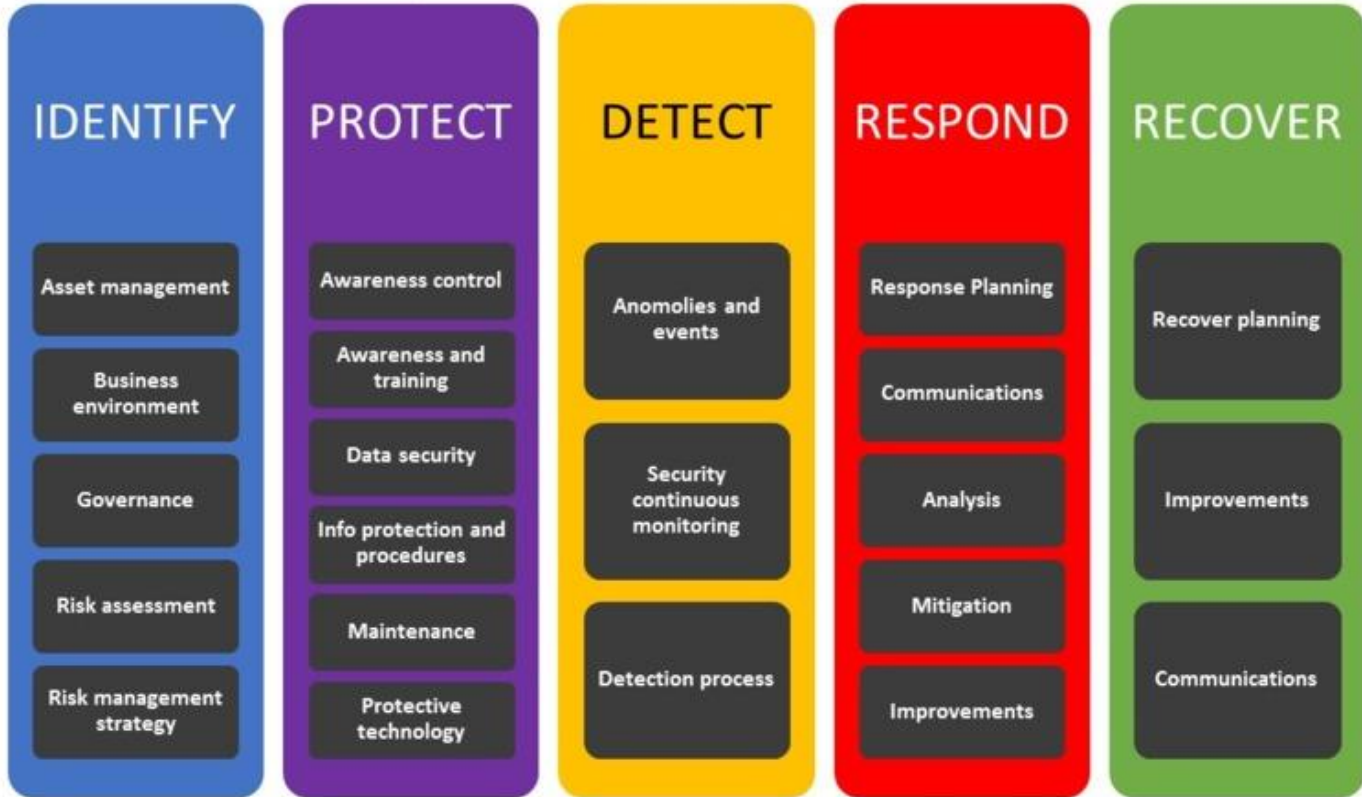 IDENTIFY
Asset management
Business
environment
Governance
Risk assessment
Risk management
strategy
PROTECT
Awareness control
Awareness and
training
Data security
Info protection and
procedures
Maintenance
Protective
technology
DETECT
Anomolies and
events
Security
continuous
monitoring
Detection process
RESPOND
Response Planning
Communications
Analysis
Mitigation
Improvements
RECOVER
Recover planning
Improvements
Communications